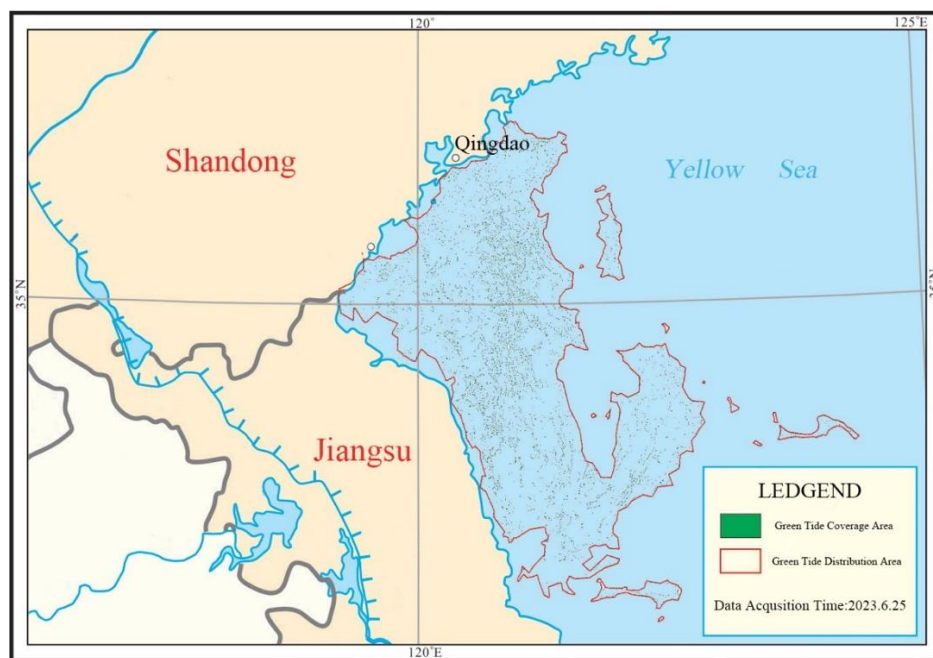 120°
125°E
Qingdao
Shandong
Yellow Sea
35°N
Jiangsu
LEDGEND
Green Tide Coverage Area
Green Tide Distribution Area
Data Acqusition Time:2023.6.25
120°E